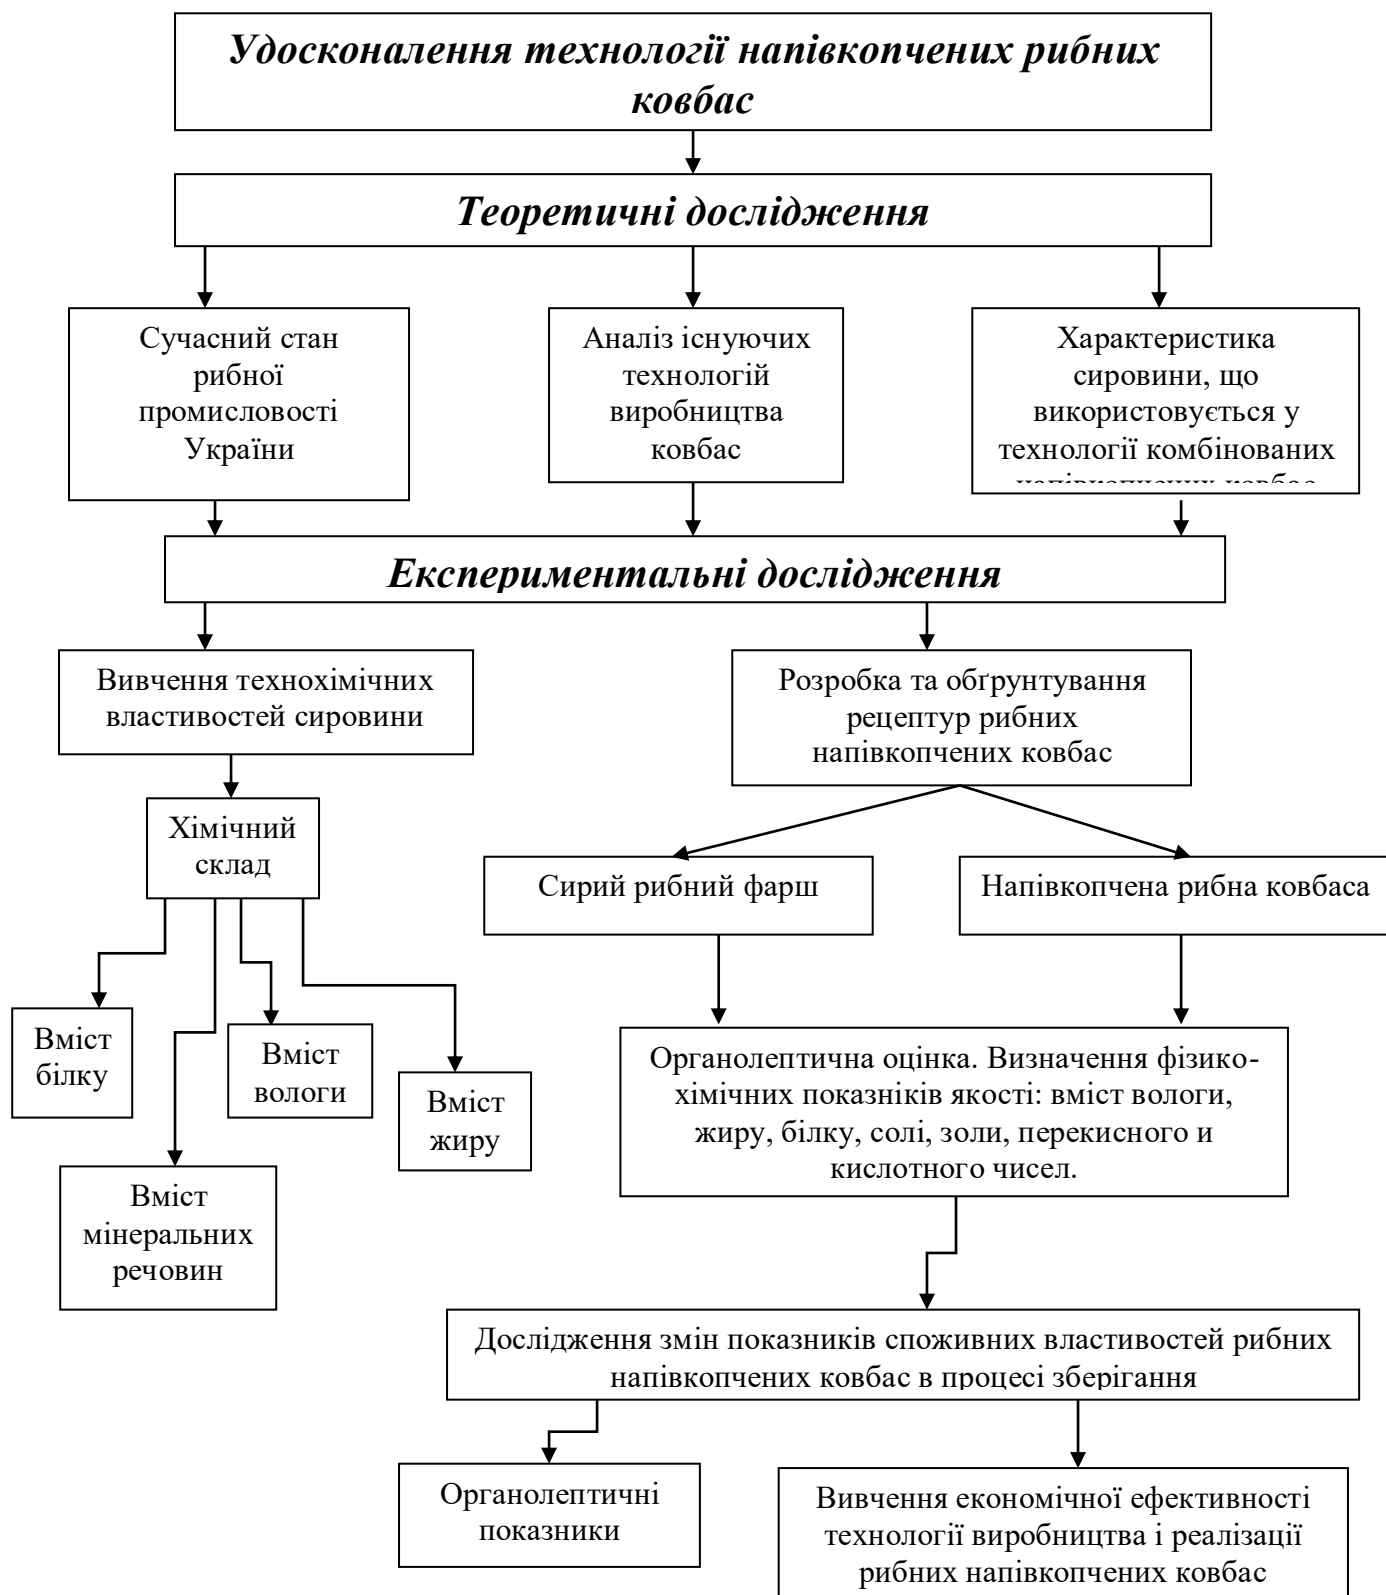 Удосконалення технології напівкопчених рибних
ковбас
Теоретичні дослідження
Сучасний стан
рибної
промисловості
України
Аналіз існуючих
технологій
виробництва
ковбас
Характеристика
сировини, що
використовується у
технології комбінованих
напівкопчених ковбас
Експериментальні дослідження
Вивчення технохімічних
властивостей сировини
Розробка та обґрунтування
рецептур рибних
напівкопчених ковбас
Хімічний
склад
Сирий рибний фарш
Напівкопчена рибна ковбаса
Вміст
білку
Вміст
вологи
Вміст
жиру
Вміст
мінеральних
речовин
Органолептична оцінка. Визначення фізико-
хімічних показніків якості: вміст вологи,
жиру, білку, солі, золи, перекисного и
кислотного чисел.
Дослідження змін показників споживних властивостей рибних
напівкопчених ковбас в процесі зберігання
Органолептичні
показники
Вивчення економічної ефективності
технології виробництва і реалізації
рибних напівкопчених ковбас